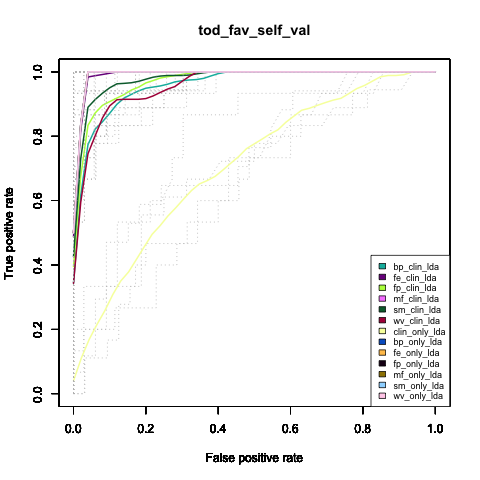 tod_fav_self_val
True positive rate
1.0
0.8
0.6
0.4
0.2
0.0
bp_clin_lda
fe_clin_lda
fp_clin_lda
mf_clin_lda
sm_clin_lda
wv_clin_lda
clin_only_lda
bp_only_lda
fe_only_lda
fp_only_lda
mf_only_lda
sm_only_lda
wv_only_lda
0.0 0.2 0.4 0.6 0.8 1.0
False positive rate